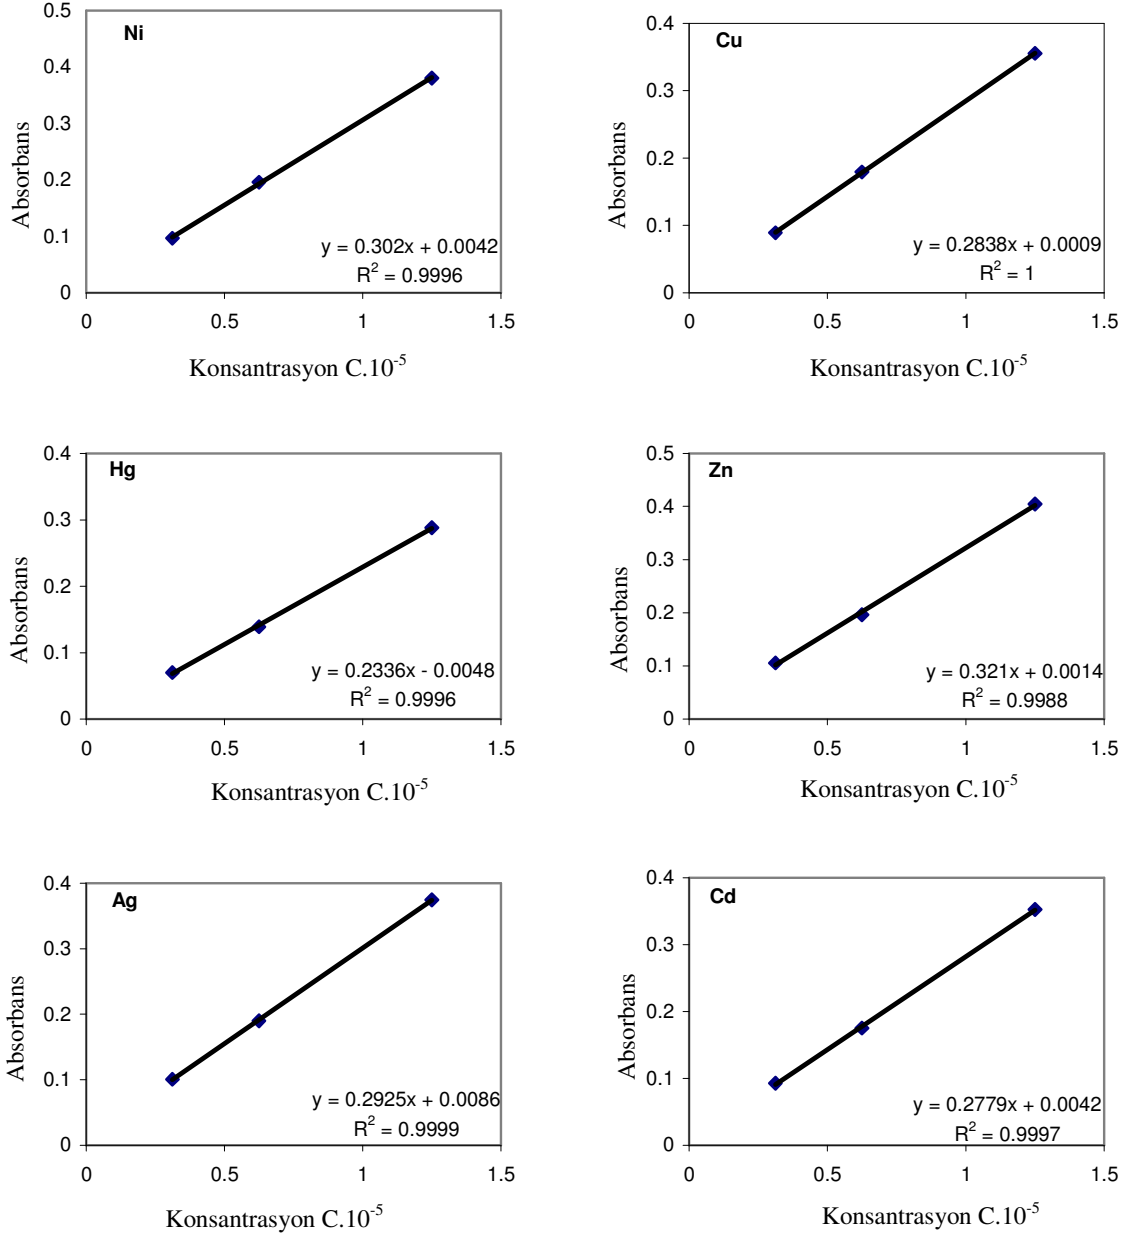 Ni
0.5
0.4
0.3
0.2
0.1
0
Absorbans
y = 0.302x + 0.0042
R² = 0.9996
0 0.5 1 1.5
Konsantrasyon C.10⁻⁵
Cu
0.4
0.3
0.2
0.1
0
Absorbans
y = 0.2838x + 0.0009
R² = 1
0 0.5 1 1.5
Konsantrasyon C.10⁻⁵
Hg
0.4
0.3
0.2
0.1
0
Absorbans
y = 0.2336x - 0.0048
R² = 0.9996
0 0.5 1 1.5
Konsantrasyon C.10⁻⁵
Zn
0.5
0.4
0.3
0.2
0.1
0
Absorbans
y = 0.321x + 0.0014
R² = 0.9988
0 0.5 1 1.5
Konsantrasyon C.10⁻⁵
Ag
0.4
0.3
0.2
0.1
0
Absorbans
y = 0.2925x + 0.0086
R² = 0.9999
0 0.5 1 1.5
Konsantrasyon C.10⁻⁵
Cd
0.4
0.3
0.2
0.1
0
Absorbans
y = 0.2779x + 0.0042
R² = 0.9997
0 0.5 1 1.5
Konsantrasyon C.10⁻⁵